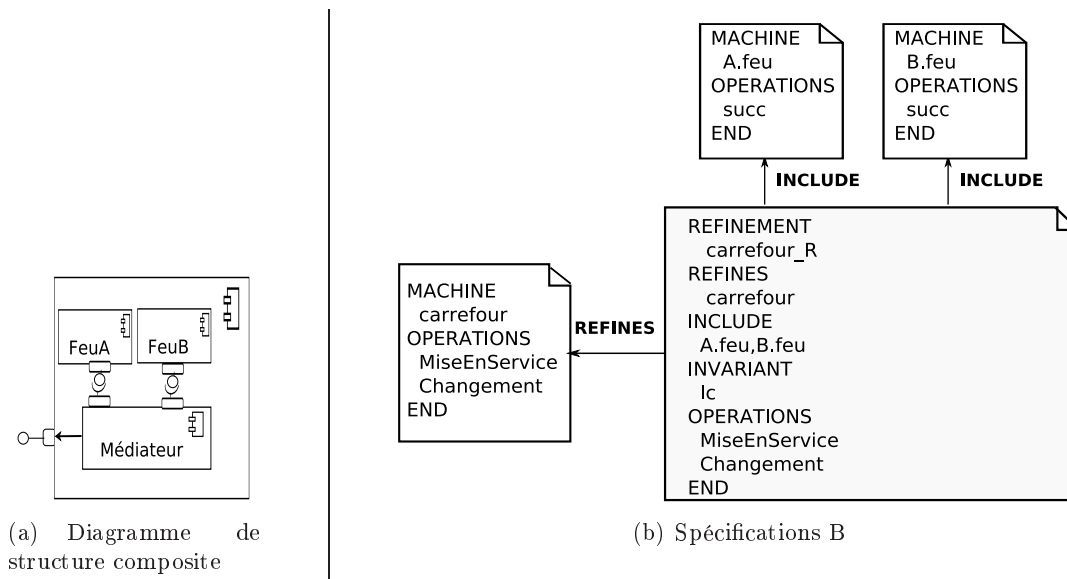 FeuA
FeuB
Médiateur
(a) Diagramme de
structure composite
MACHINE
A.feu
OPERATIONS
succ
END
MACHINE
B.feu
OPERATIONS
succ
END
INCLUDE
INCLUDE
MACHINE
carrefour
OPERATIONS
MiseEnService
Changement
END
REFINES
REFINEMENT
carrefour_R
REFINES
carrefour
INCLUDE
A.feu,B.feu
INVARIANT
Ic
OPERATIONS
MiseEnService
Changement
END
(b) Spécifications B